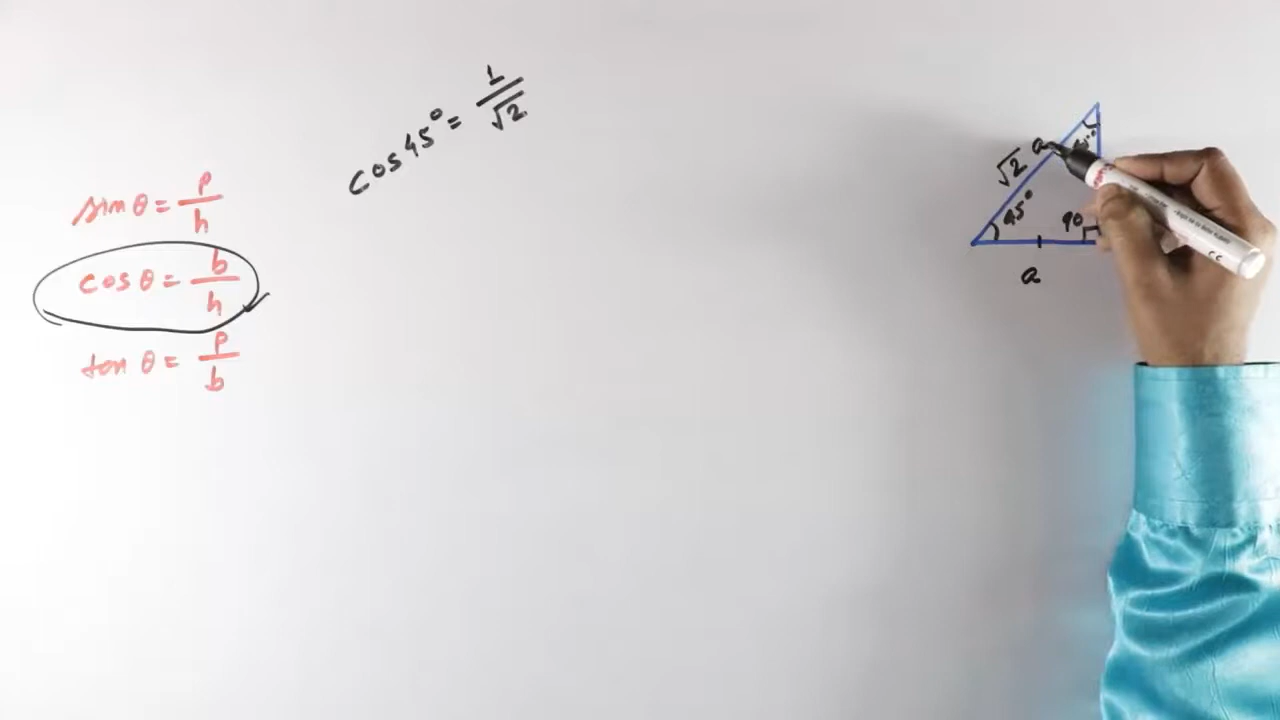 cos 45° = 1/√2
sin θ = p/h
cos θ = b/h
tan θ = p/b
√2 a
45°
90
a